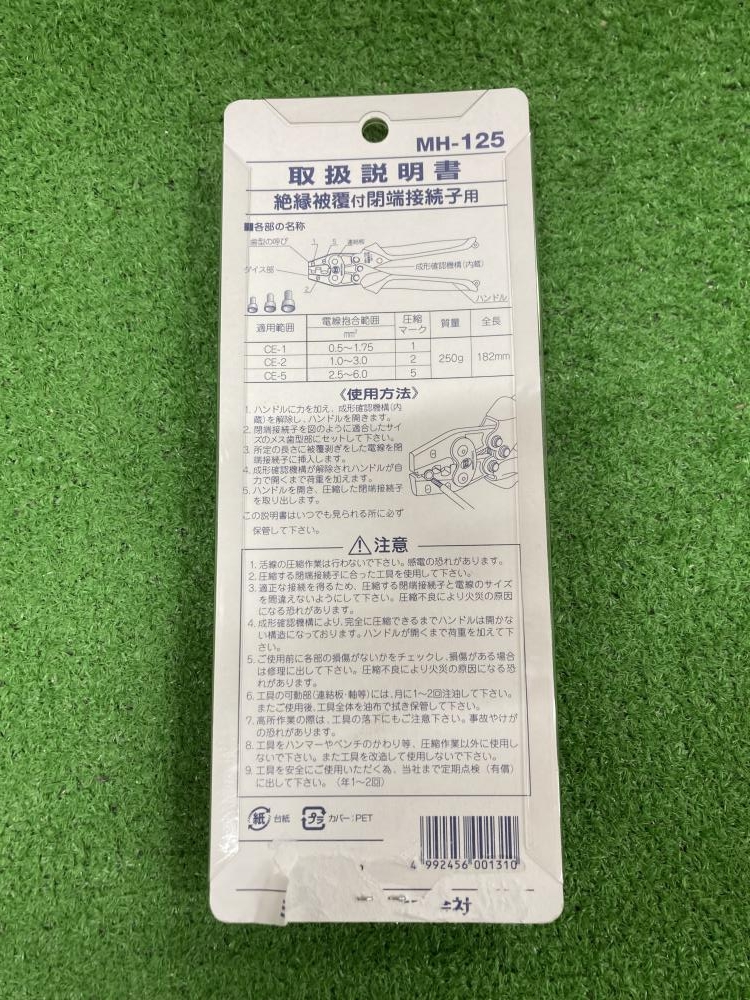 MH-125
取扱説明書
絶縁被覆付閉端接続子用
■各部の名称
歯型の呼び 1 5 連結板
ダイス部
2
成形確認機構(内蔵)
ハンドル
適用範囲 電線抱合範囲 mm² 圧縮マーク 質量 全長
CE-1 0.5〜1.75 1 250g 182mm
CE-2 1.0〜3.0 2
CE-5 2.5〜6.0 5
《使用方法》
1. ハンドルに力を加え、成形確認機構(内
蔵)を解除し、ハンドルを開きます。
2. 閉端接続子を図のように適合したサイ
ズのメス歯型部にセットして下さい。
3. 所定の長さに被覆剥ぎをした電線を閉
端接続子に挿入します。
4. 成形確認機構が解除されハンドルが自
力で開くまで荷重を加えます。
5. ハンドルを開き、圧縮した閉端接続子
を取り出します。
この説明書はいつでも見られる所に必ず
保管して下さい。
注意
1. 活線の圧縮作業は行わないで下さい。感電の恐れがあります。
2. 圧縮する閉端接続子に合った工具を使用して下さい。
3. 適正な接続を得るため、圧縮する閉端接続子と電線のサイズ
を間違えないようにして下さい。圧縮不良により火災の原因
になる恐れがあります。
4. 成形確認機構により、完全に圧縮できるまでハンドルは開かな
い構造になっております。ハンドルが開くまで荷重を加えて下
さい。
5. ご使用前に各部の損傷がないかをチェックし、損傷がある場合
は修理に出して下さい。圧縮不良により火災の原因になる恐
れがあります。
6. 工具の可動部(連結板・軸等)には、月に1〜2回注油して下さい。
またご使用後、工具全体を油布で拭き保管して下さい。
7. 高所作業の際は、工具の落下にもご注意下さい。事故やけが
の恐れがあります。
8. 工具をハンマーやペンチのかわり等、圧縮作業以外に使用し
ないで下さい。また工具を改造して使用しないで下さい。
9. 工具を安全にご使用いただく為、当社まで定期点検(有償)
に出して下さい。(年1〜2回)
紙 台紙 プラ カバー:PET
4 992456 001310
社